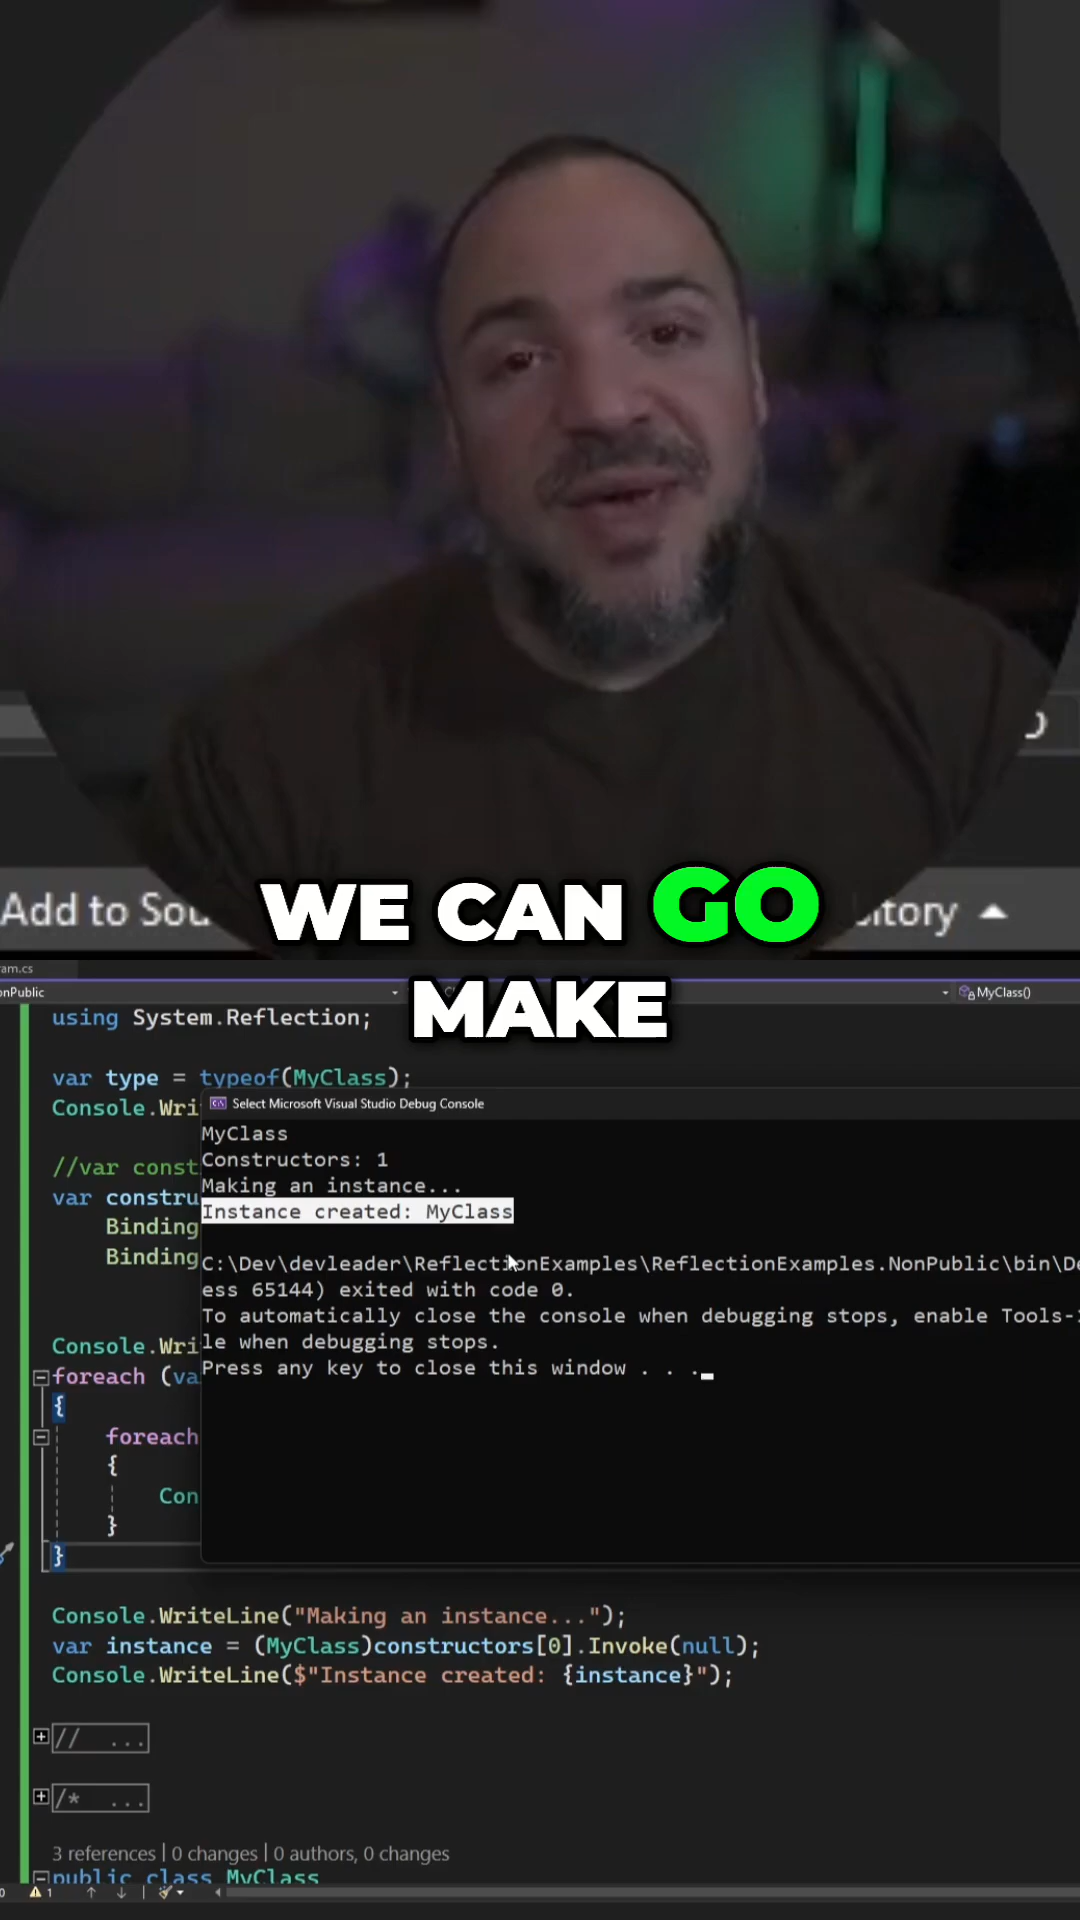 Add to Sou
itory
WE CAN GO
MAKE
am.cs
onPublic
MyClass()
using System.Reflection;
var type = typeof(MyClass);
Console.Wri
Select Microsoft Visual Studio Debug Console
MyClass
Constructors: 1
//var const
Making an instance...
var constru
Instance created: MyClass
Binding
Binding
C:\Dev\devleader\ReflectionExamples\ReflectionExamples.NonPublic\bin\De
ess 65144) exited with code 0.
To automatically close the console when debugging stops, enable Tools-
Console.Wri
le when debugging stops.
foreach (va
Press any key to close this window . . .
{
foreach
{
Con
}
}
Console.WriteLine("Making an instance...");
var instance = (MyClass)constructors[0].Invoke(null);
Console.WriteLine($"Instance created: {instance}");
// ...
/* ...
3 references | 0 changes | 0 authors, 0 changes
public class MyClass
1